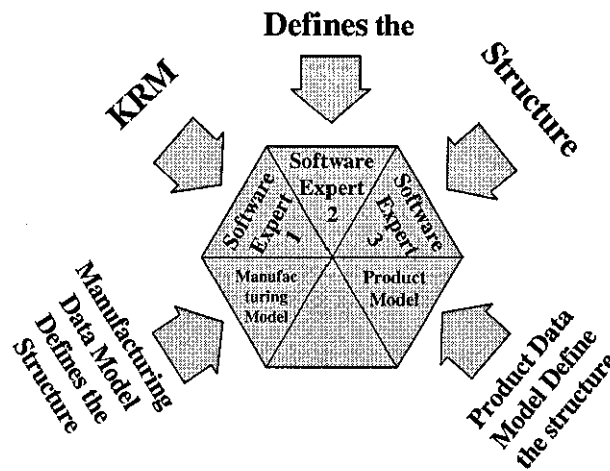 Defines the
KRM
Structure
Software
Expert
1
Software
Expert
2
Software
Expert
3
Manufac
turing
Model
Product
Model
Manufacturing
Data Model
Defines the
Structure
Product Data
Model Define
the structure